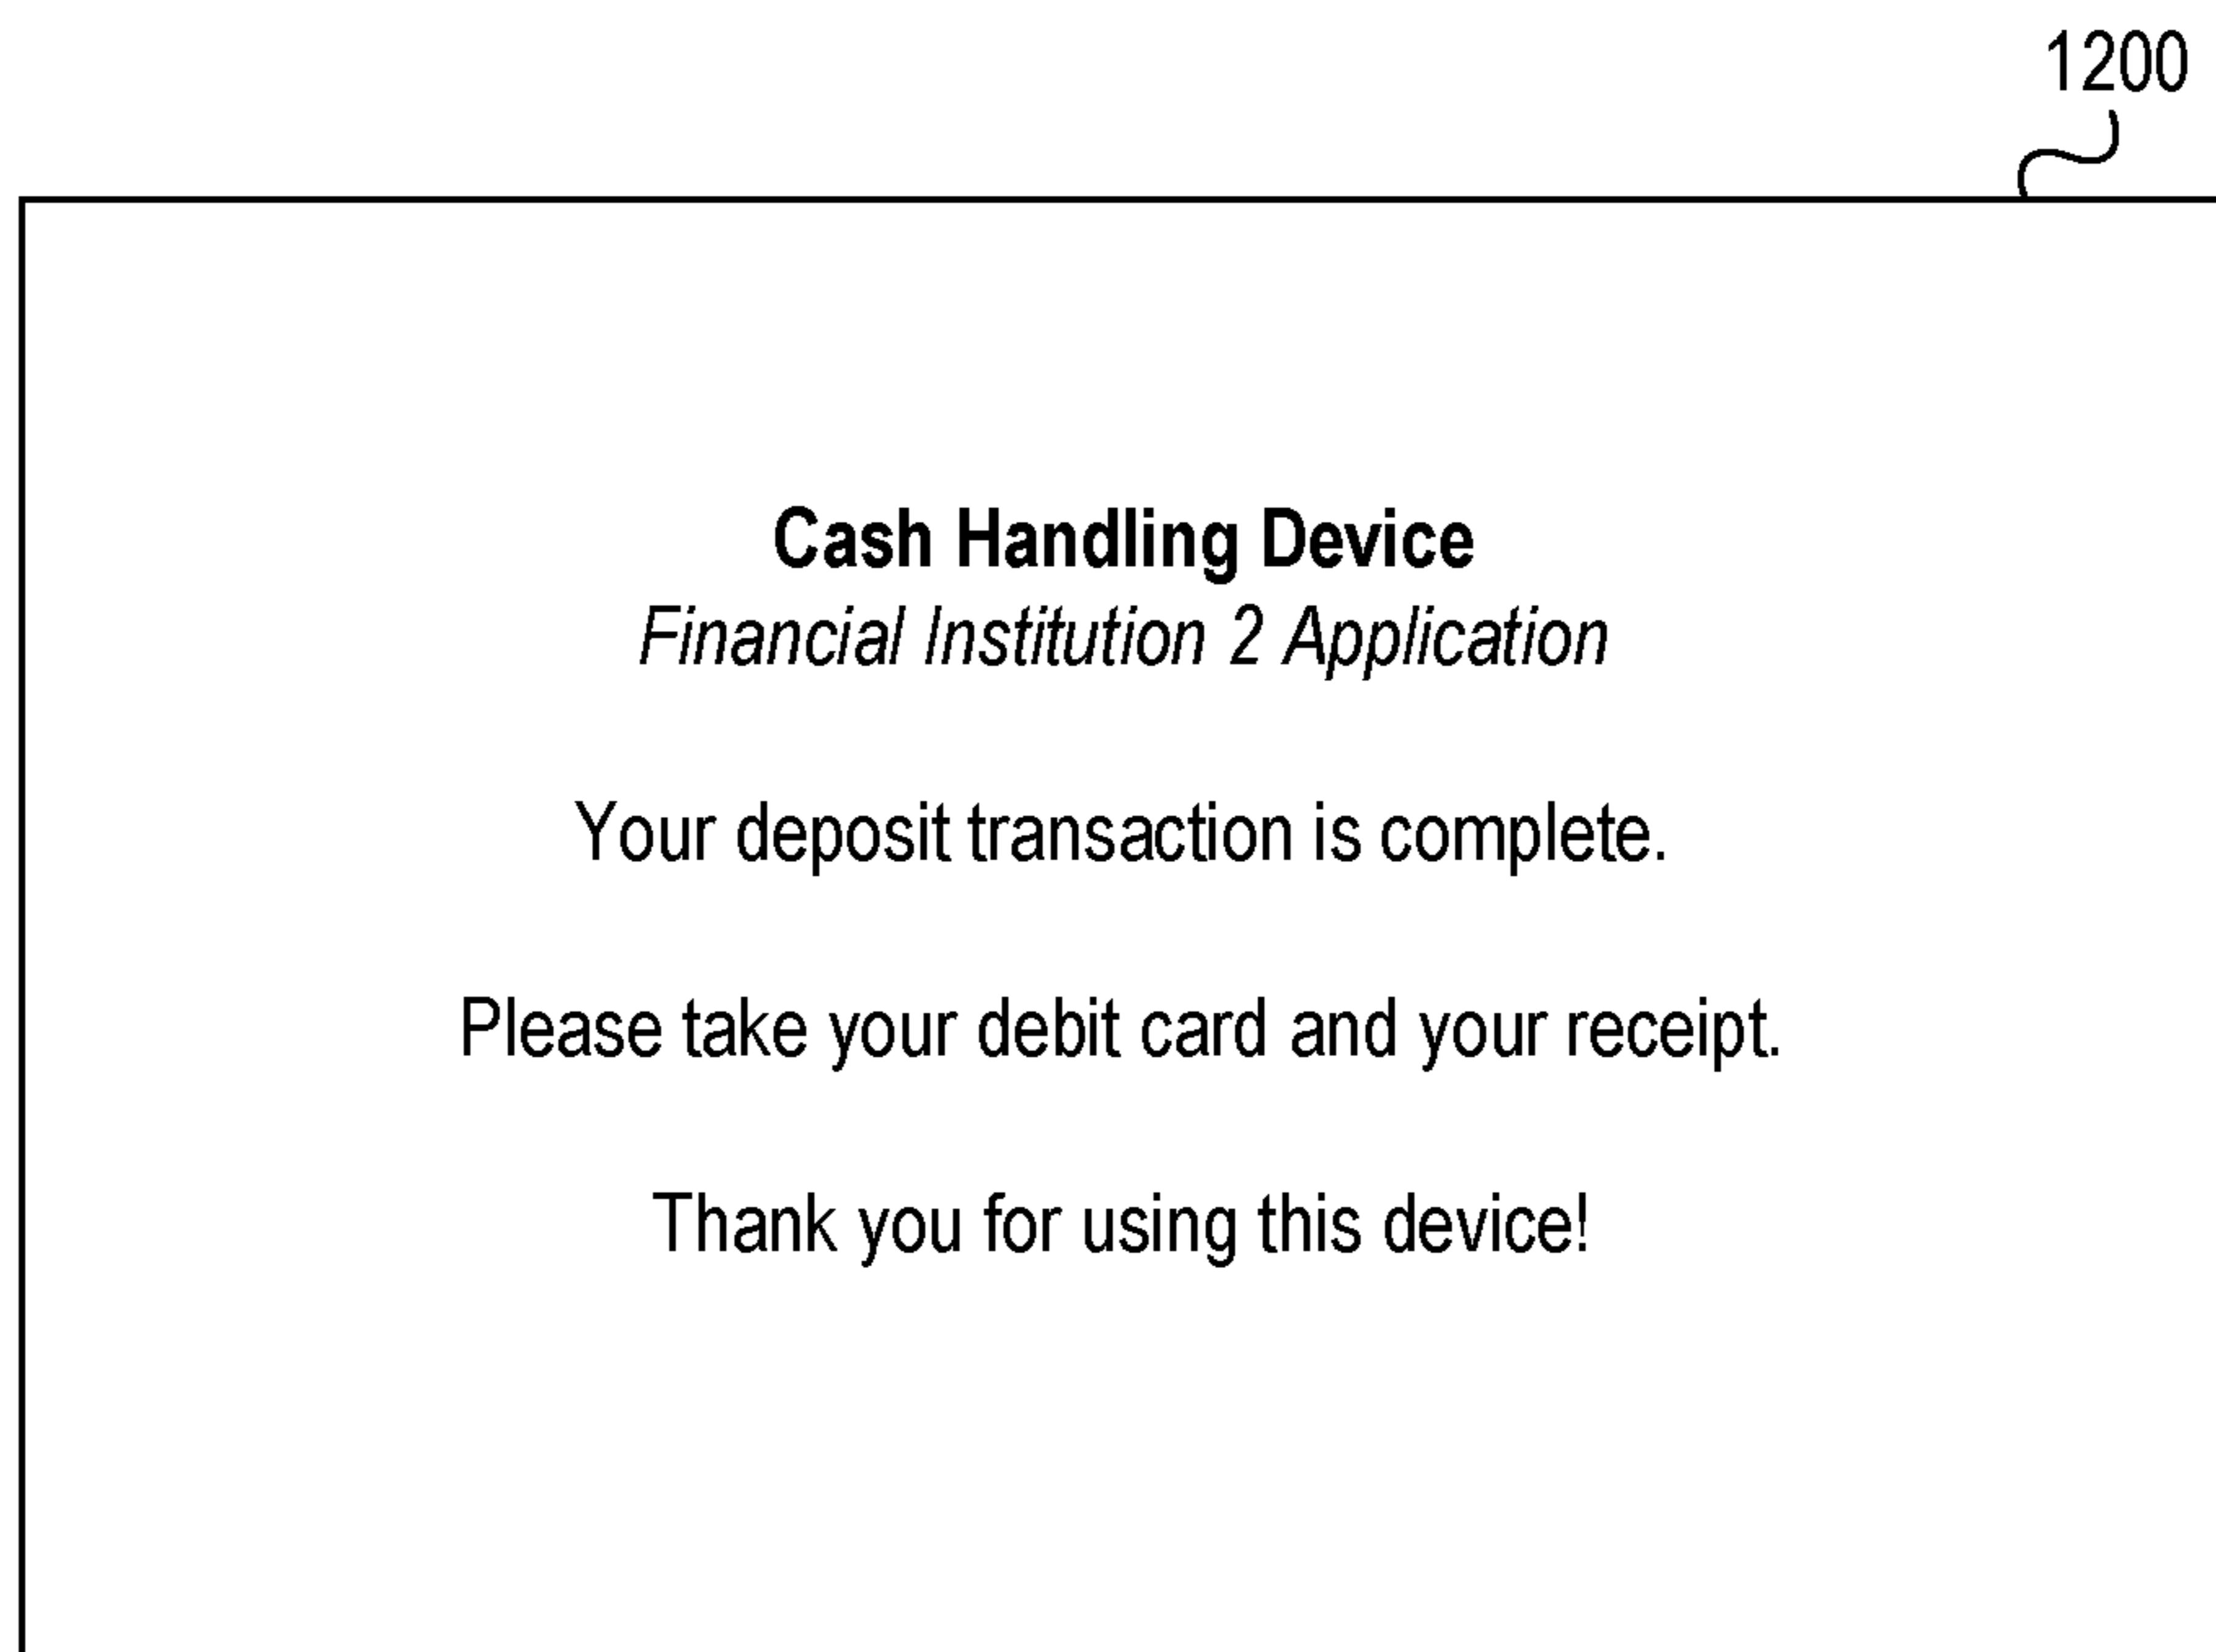 1200
Cash Handling Device
Financial Institution 2 Application
Your deposit transaction is complete.
Please take your debit card and your receipt.
Thank you for using this device!